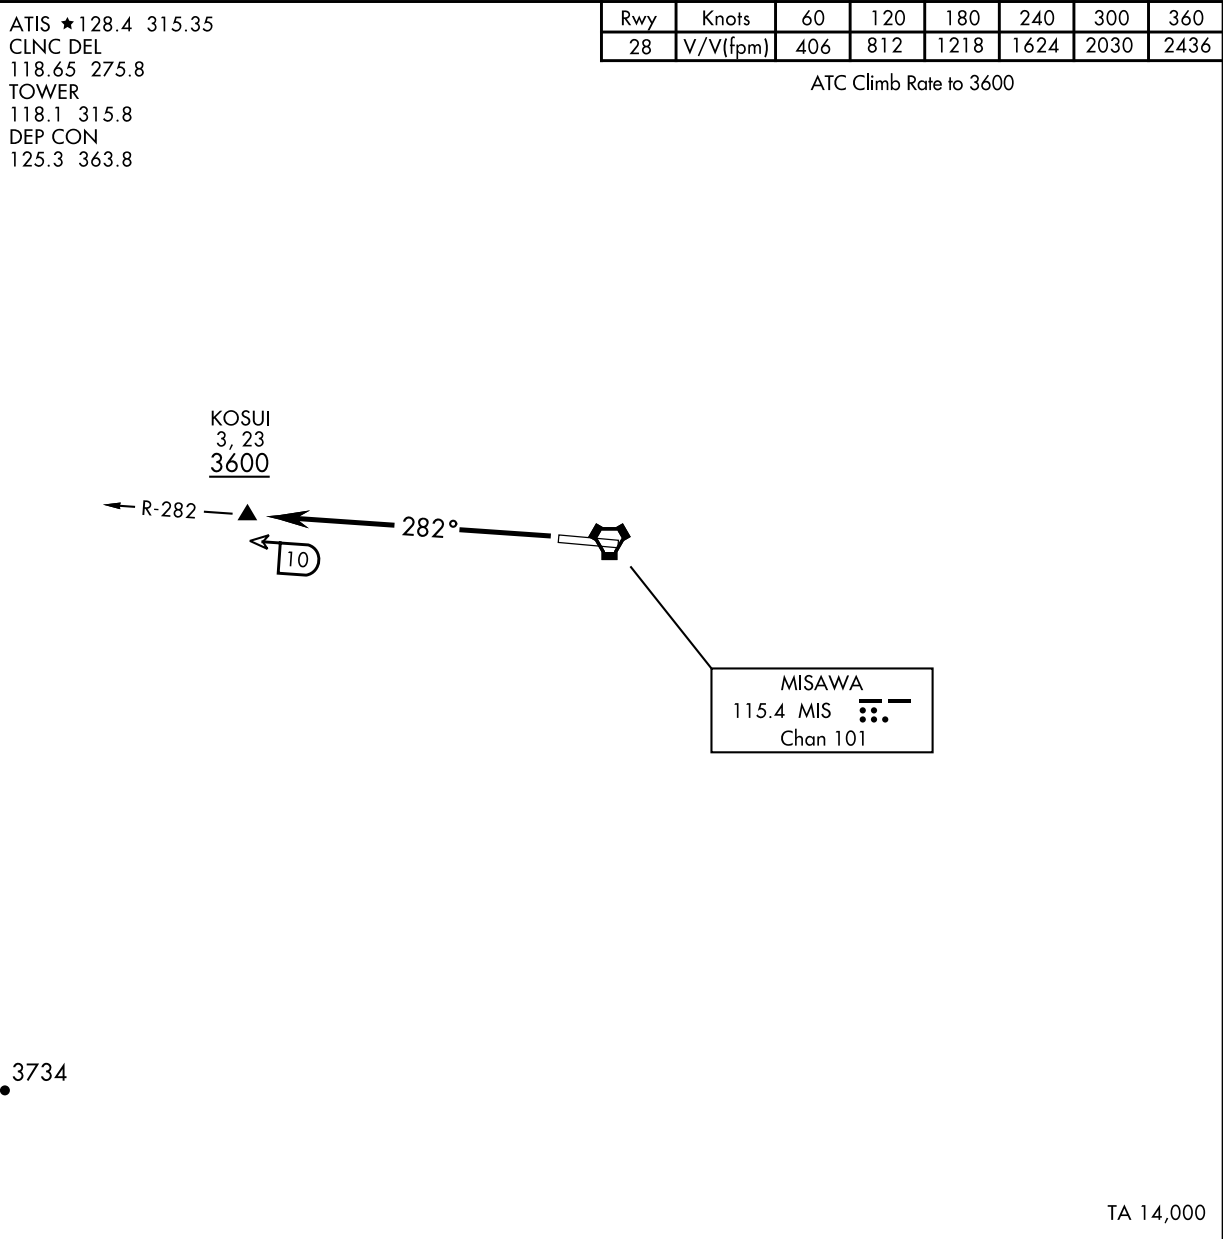 ATIS ★128.4 315.35
CLNC DEL
118.65 275.8
TOWER
118.1 315.8
DEP CON
125.3 363.8
Rwy Knots 60 120 180 240 300 360
28 V/V(fpm) 406 812 1218 1624 2030 2436
ATC Climb Rate to 3600
KOSUI
3, 23
3600
R-282
282°
10
MISAWA
115.4 MIS
Chan 101
3734
TA 14,000